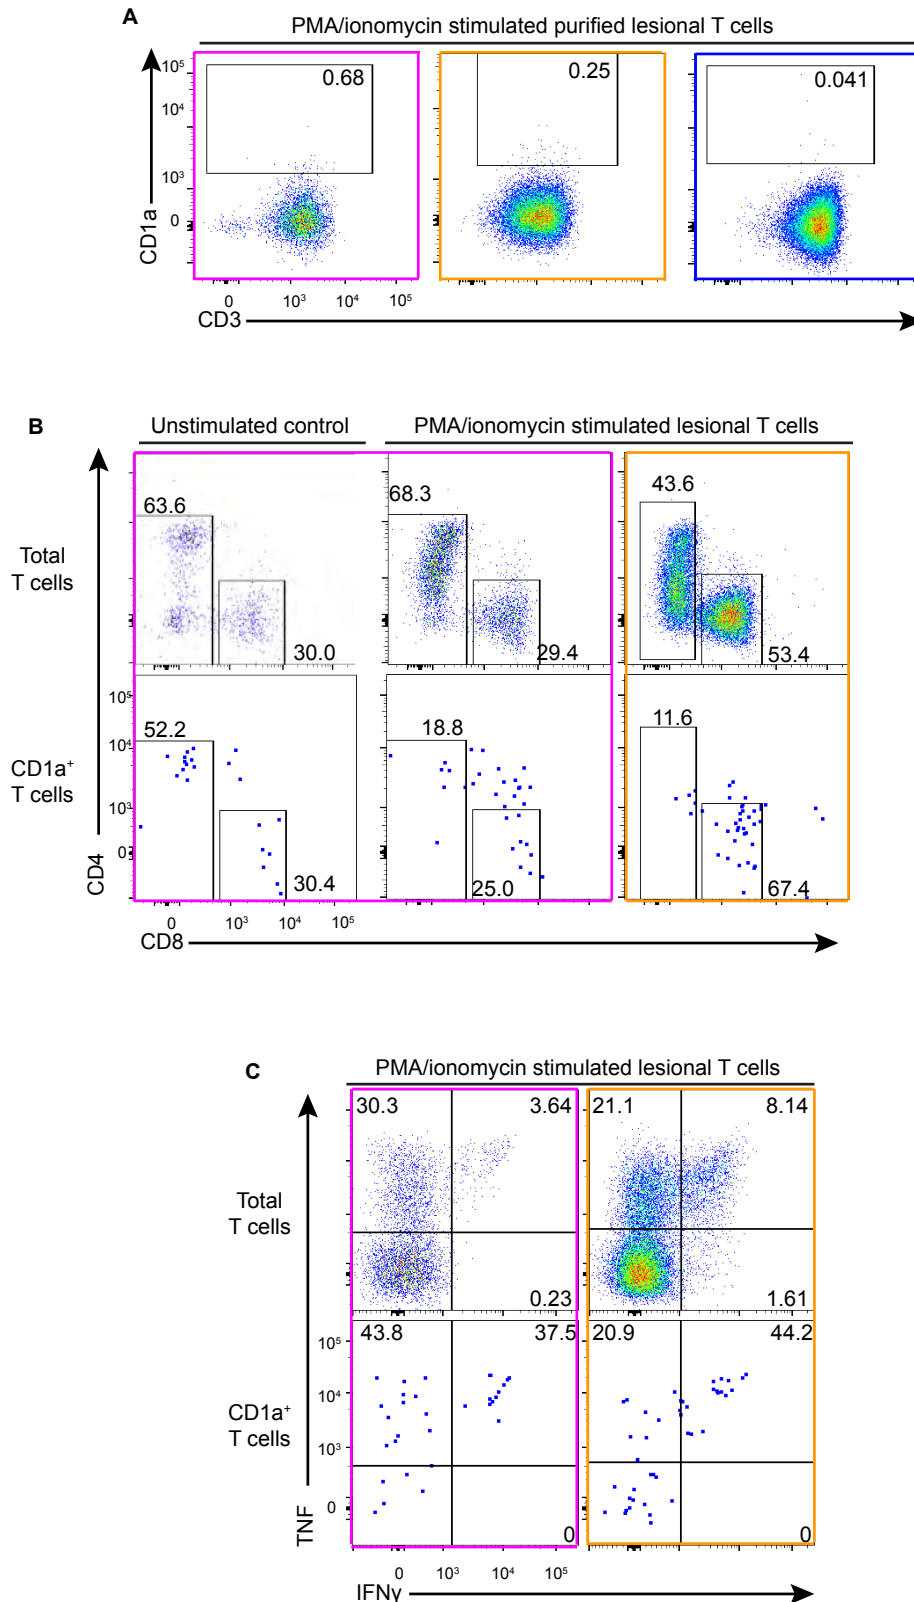 A
PMA/ionomycin stimulated purified lesional T cells
0.68
0.25
0.041
10⁵
10⁴
10³
0
CD1a
0 10³ 10⁴ 10⁵
CD3
B
Unstimulated control
PMA/ionomycin stimulated lesional T cells
Total
T cells
63.6
30.0
68.3
29.4
43.6
53.4
CD1a⁺
T cells
10⁵
10⁴
10³
0
52.2
30.4
18.8
25.0
11.6
67.4
CD4
0 10³ 10⁴ 10⁵
CD8
C
PMA/ionomycin stimulated lesional T cells
Total
T cells
30.3 3.64
0.23
21.1 8.14
1.61
CD1a⁺
T cells
10⁵
10⁴
10³
0
43.8 37.5
0
20.9 44.2
0
TNF
0 10³ 10⁴ 10⁵
IFNγ